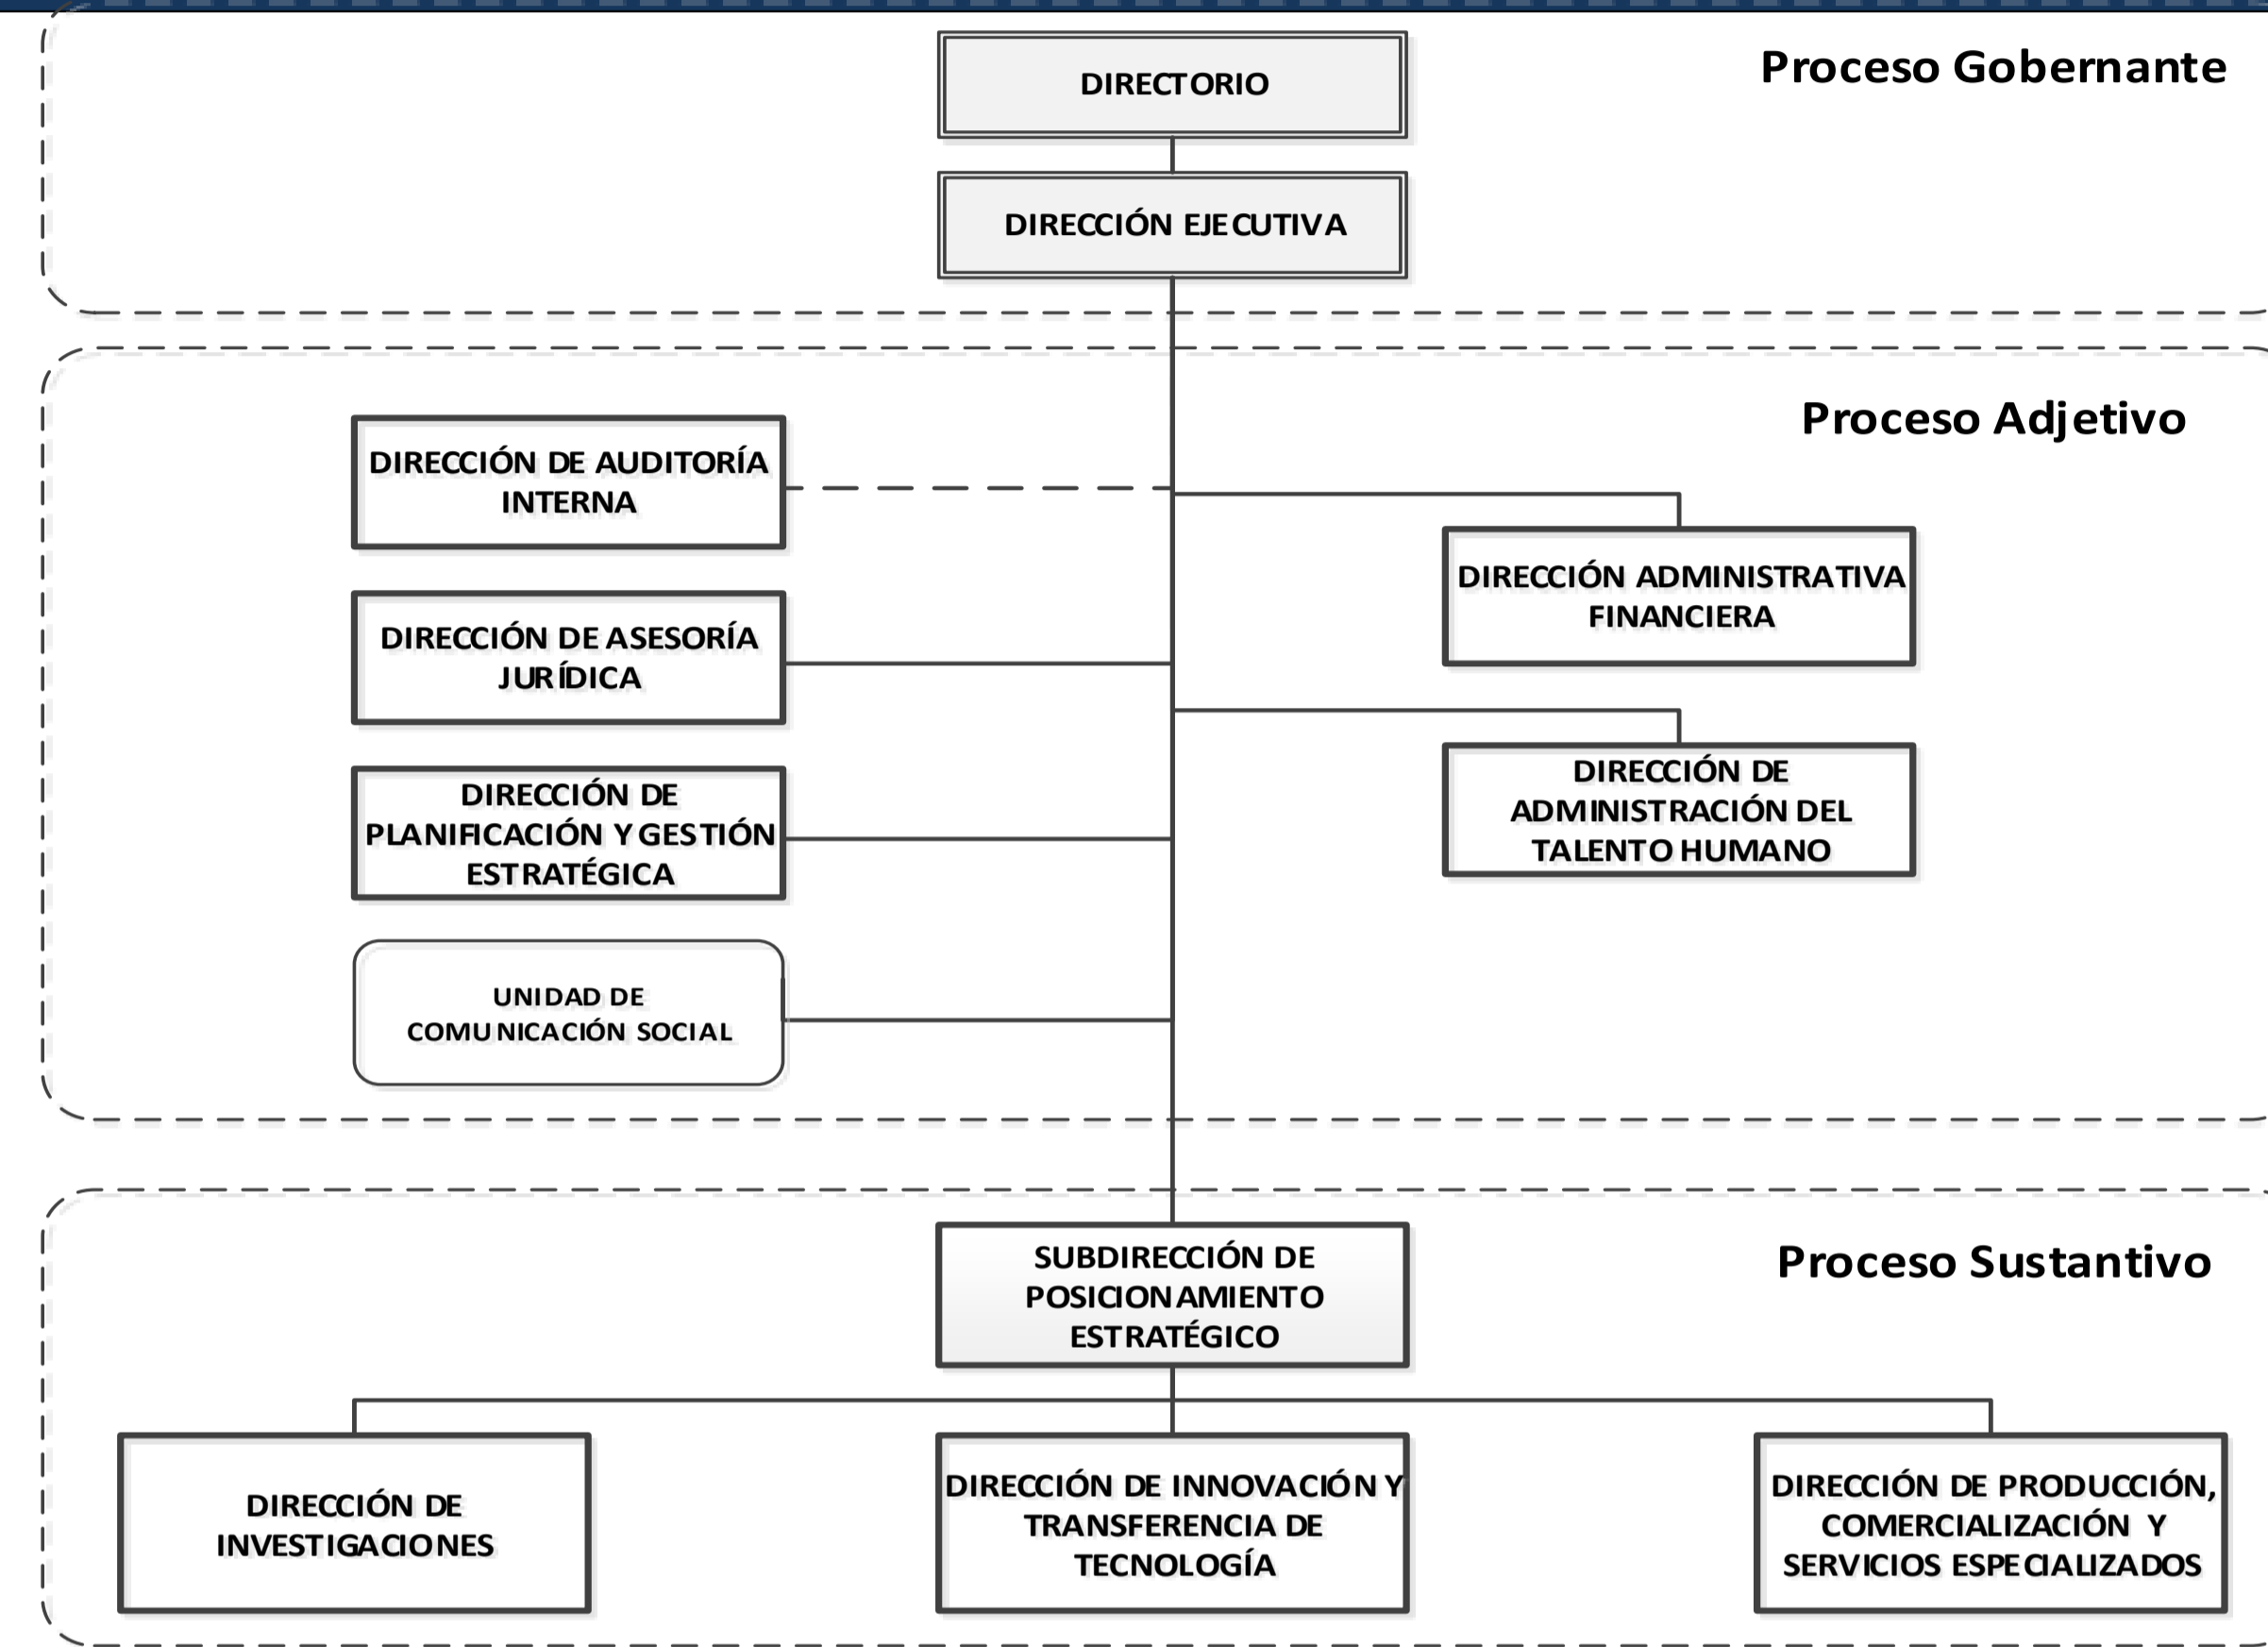 Proceso Gobernante
DIRECTORIO
DIRECCIÓN EJECUTIVA
Proceso Adjetivo
DIRECCIÓN DE AUDITORÍA
INTERNA
DIRECCIÓN ADMINISTRATIVA
FINANCIERA
DIRECCIÓN DE ASESORÍA
JURÍDICA
DIRECCIÓN DE
ADMINISTRACIÓN DEL
TALENTO HUMANO
DIRECCIÓN DE
PLANIFICACIÓN Y GESTIÓN
ESTRATÉGICA
UNIDAD DE
COMUNICACIÓN SOCIAL
Proceso Sustantivo
SUBDIRECCIÓN DE
POSICIONAMIENTO
ESTRATÉGICO
DIRECCIÓN DE
INVESTIGACIONES
DIRECCIÓN DE INNOVACIÓN Y
TRANSFERENCIA DE
TECNOLOGÍA
DIRECCIÓN DE PRODUCCIÓN,
COMERCIALIZACIÓN Y
SERVICIOS ESPECIALIZADOS